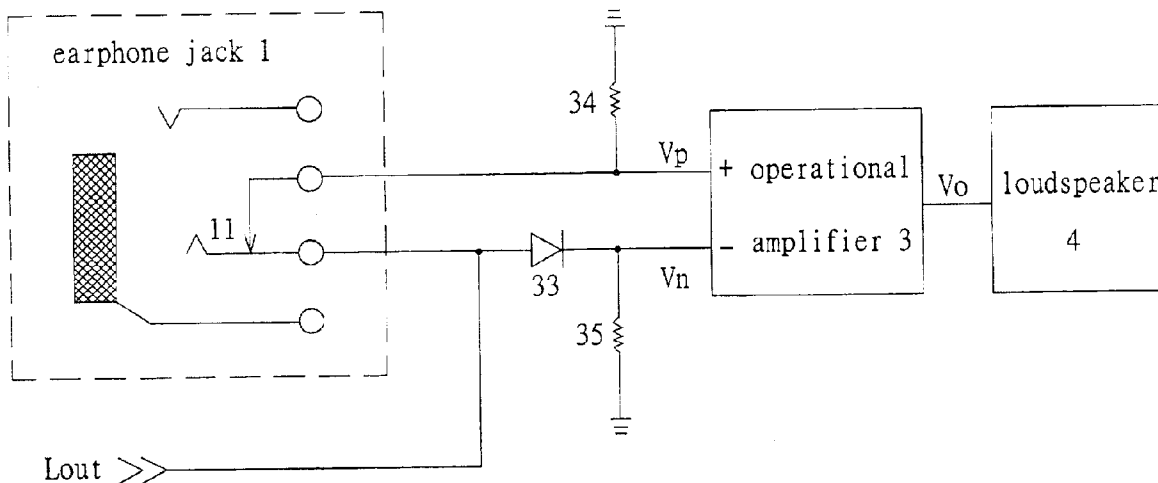 earphone jack 1
34
Vp
+ operational
Vo
loudspeaker
11
- amplifier 3
4
33
Vn
35
Lout